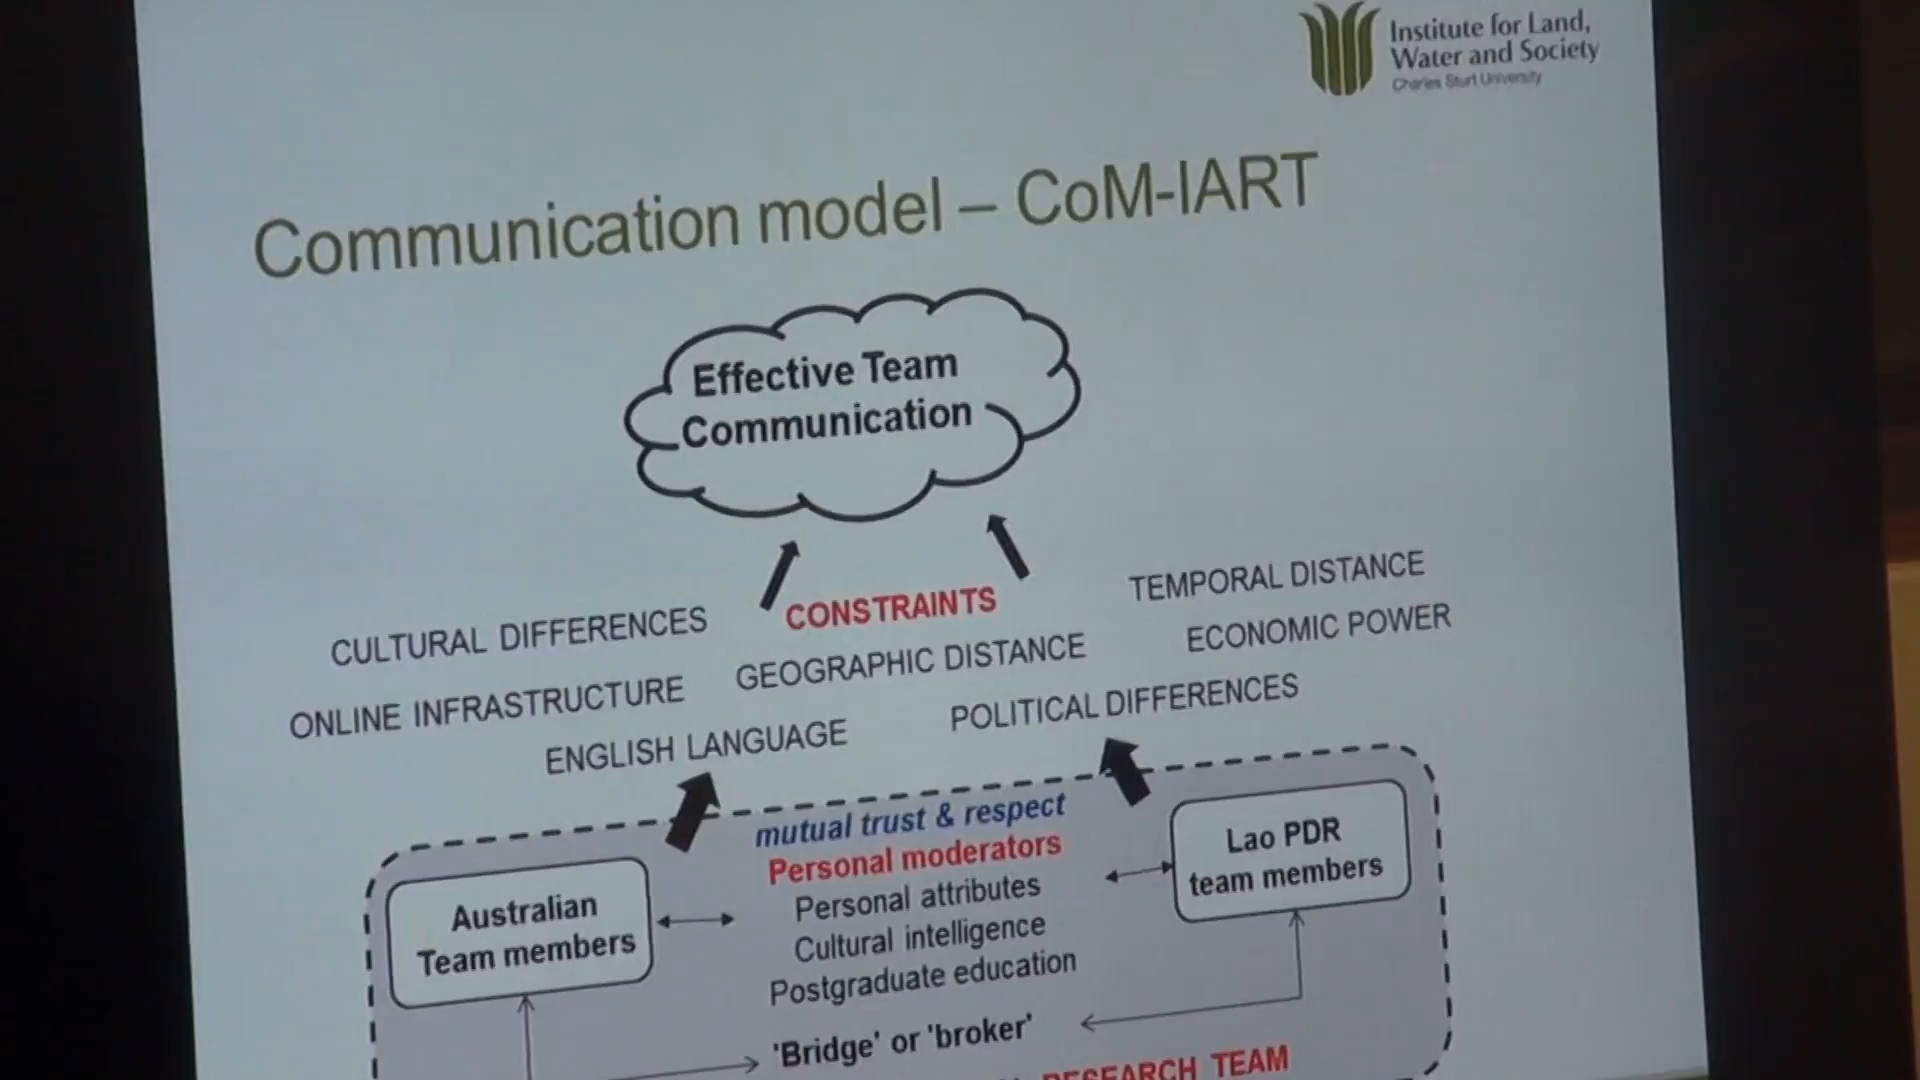 Institute for Land,
Water and Society
Charles Sturt University
Communication model – CoM-IART
Effective Team
Communication
CONSTRAINTS
TEMPORAL DISTANCE
CULTURAL DIFFERENCES
GEOGRAPHIC DISTANCE
ECONOMIC POWER
ONLINE INFRASTRUCTURE
POLITICAL DIFFERENCES
ENGLISH LANGUAGE
mutual trust & respect
Personal moderators
Personal attributes
Cultural intelligence
Postgraduate education
Lao PDR
team members
Australian
Team members
'Bridge' or 'broker'
RESEARCH TEAM